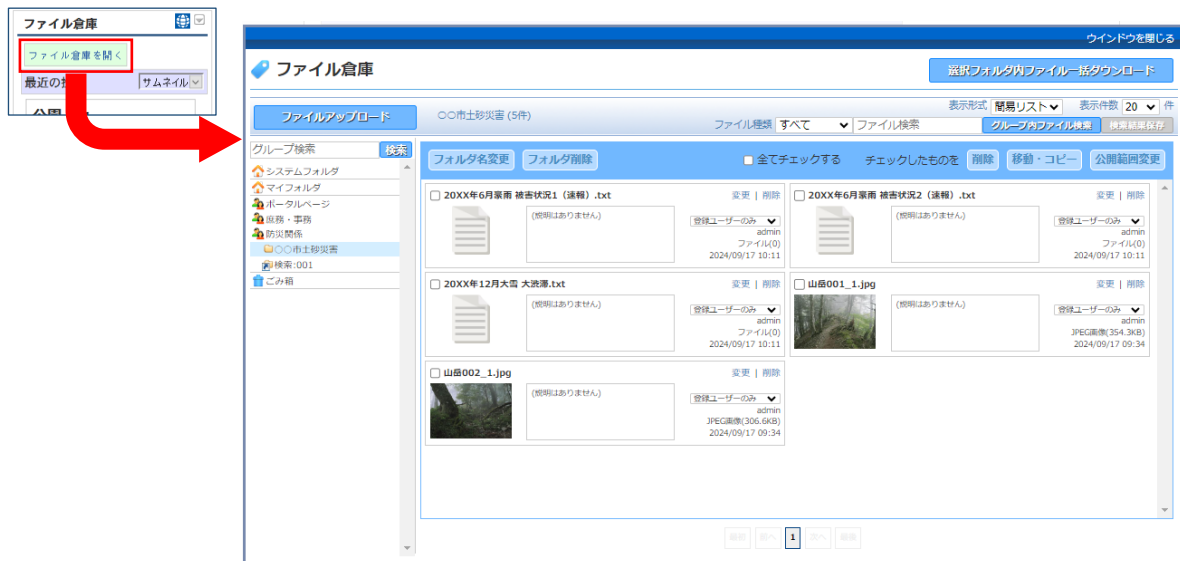 ファイル倉庫
ファイル倉庫を開く
最近の投
サムネイル
公園
ウインドウを閉じる
ファイル倉庫
選択フォルダ内ファイル一括ダウンロード
ファイルアップロード
〇〇市土砂災害 (5件)
表示形式 簡易リスト 表示件数 20 件
ファイル種類 すべて ファイル検索 グループ内ファイル検索 検索結果保存
グループ検索 検索
システムフォルダ
マイフォルダ
ポータルページ
庶務・事務
防災関係
〇〇市土砂災害
検索:001
ごみ箱
フォルダ名変更 フォルダ削除 全てチェックする チェックしたものを 削除 移動・コピー 公開範囲変更
20XX年6月豪雨 被害状況1（速報）.txt 変更 | 削除
(説明はありません)
登録ユーザーのみ
admin
ファイル(0)
2024/09/17 10:11
20XX年6月豪雨 被害状況2（速報）.txt 変更 | 削除
(説明はありません)
登録ユーザーのみ
admin
ファイル(0)
2024/09/17 10:11
20XX年12月大雪 大渋滞.txt 変更 | 削除
(説明はありません)
登録ユーザーのみ
admin
ファイル(0)
2024/09/17 10:11
山岳001_1.jpg 変更 | 削除
(説明はありません)
登録ユーザーのみ
admin
JPEG画像(354.3KB)
2024/09/17 09:34
山岳002_1.jpg 変更 | 削除
(説明はありません)
登録ユーザーのみ
admin
JPEG画像(306.6KB)
2024/09/17 09:34
最初 前へ 1 次へ 最後